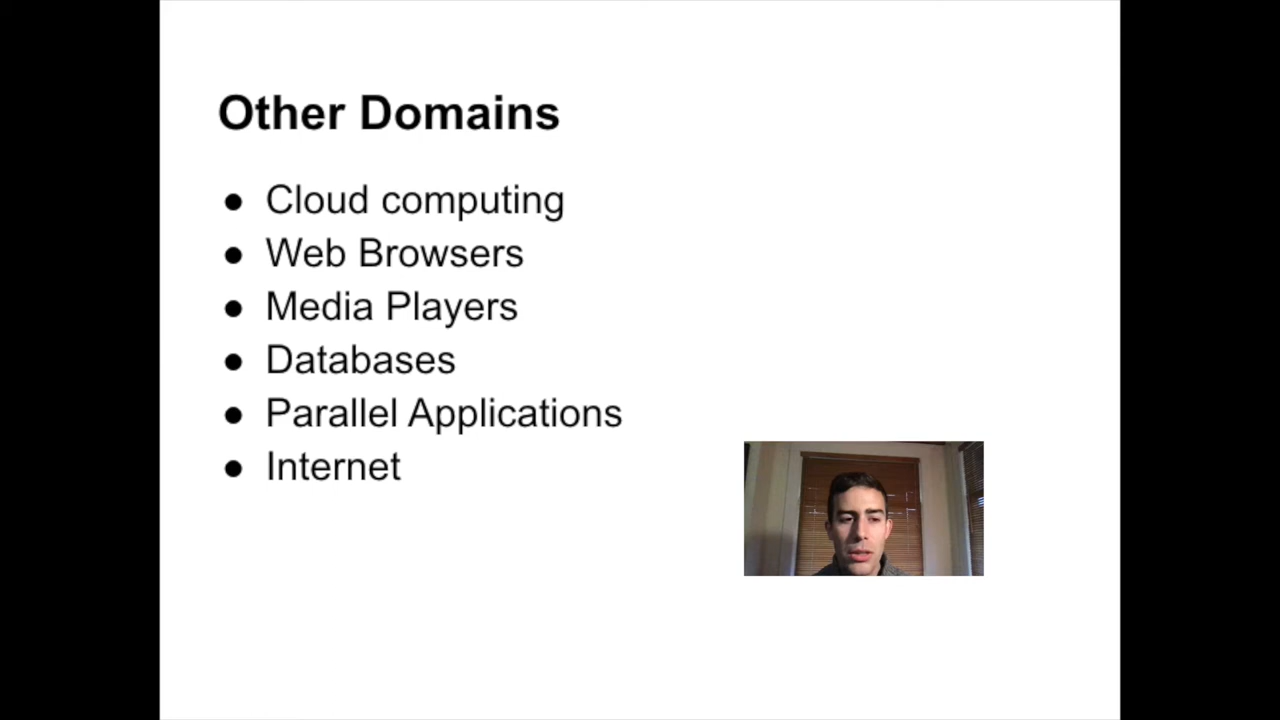 Other Domains
● Cloud computing
● Web Browsers
● Media Players
● Databases
● Parallel Applications
● Internet